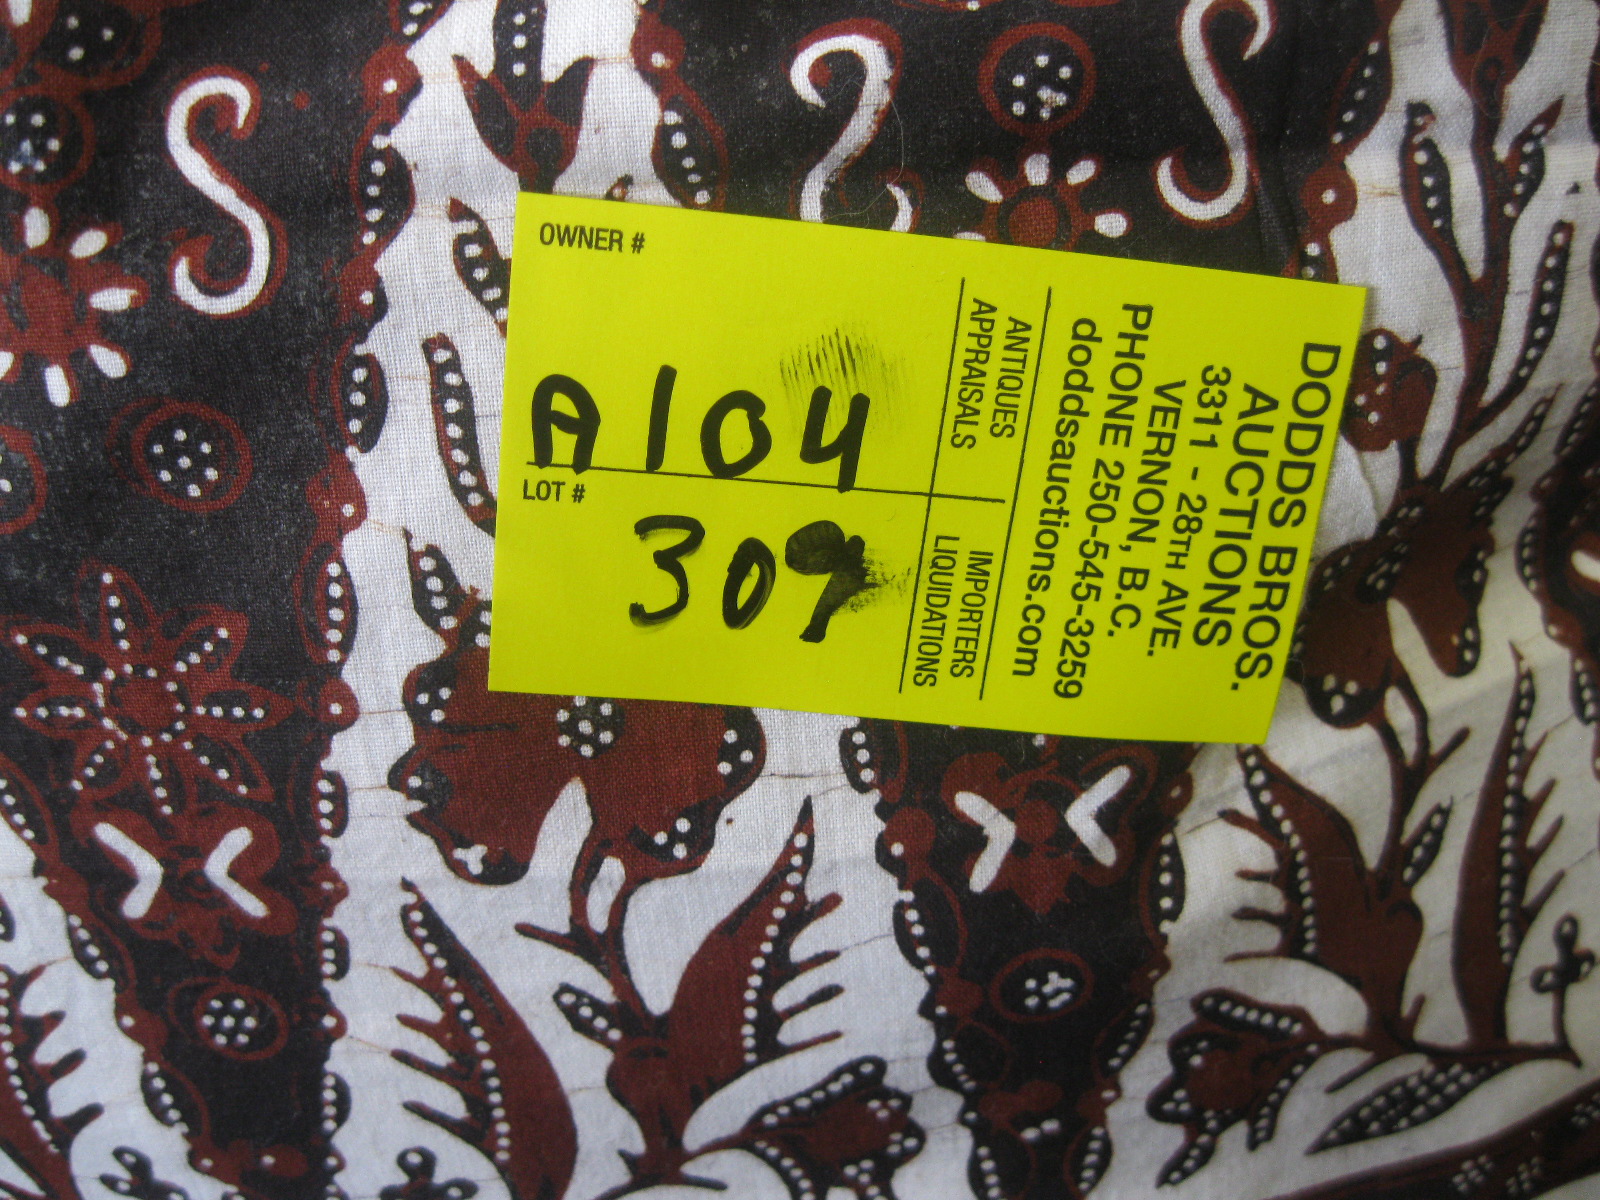 OWNER #
A104
LOT #
309
ANTIQUES
APPRAISALS
IMPORTERS
LIQUIDATIONS
DODDS BROS.
AUCTIONS
3311 - 28TH AVE.
VERNON, B.C.
PHONE 250-545-3259
doddsauctions.com